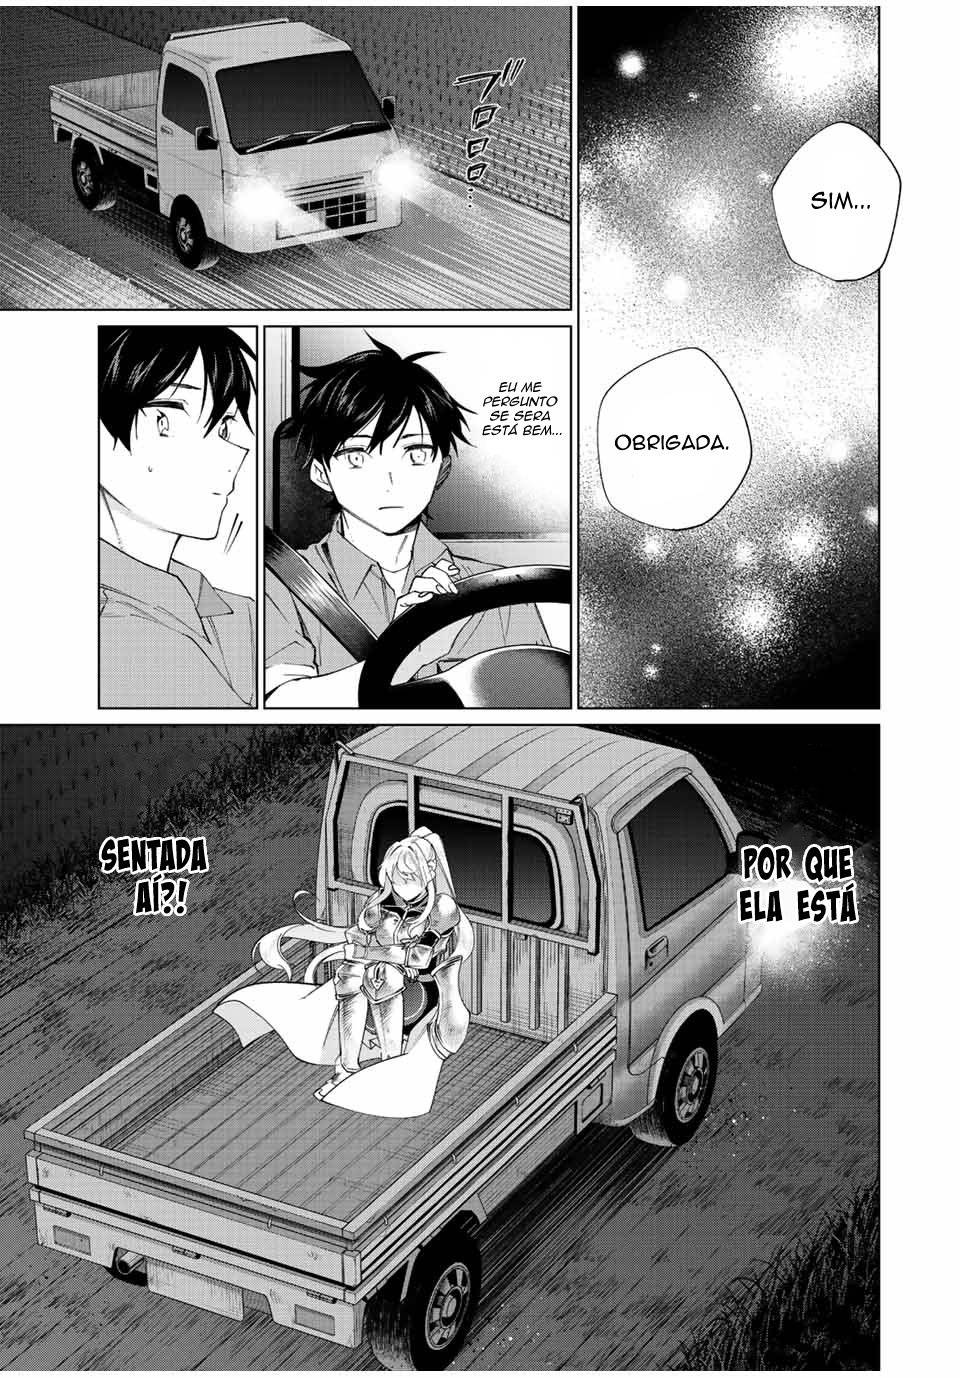 SIM...
OBRIGADA.
ブロロロ...
EU ME
PERGUNTO
SE SERA
ESTÁ BEM...
POR QUE
ELA ESTÁ
SENTADA
AÍ?!